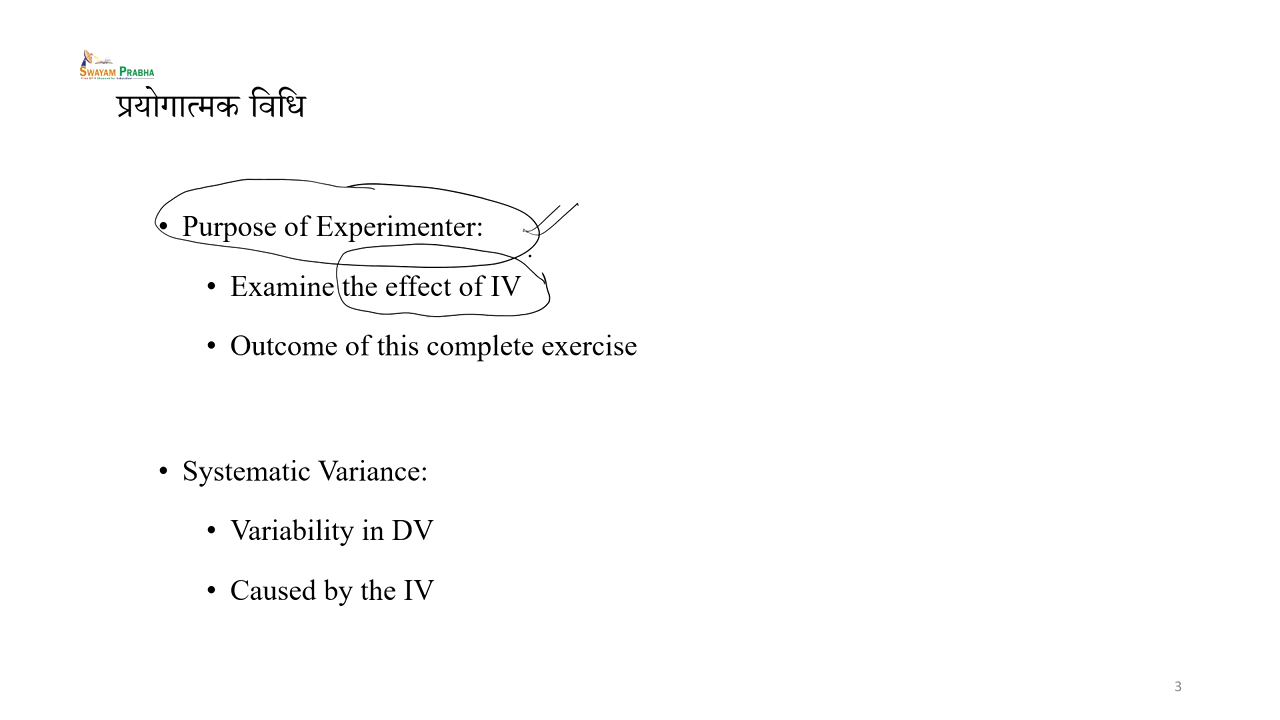 SWAYAM PRABHA
प्रयोगात्मक विधि
• Purpose of Experimenter:
• Examine the effect of IV
• Outcome of this complete exercise
• Systematic Variance:
• Variability in DV
• Caused by the IV
3